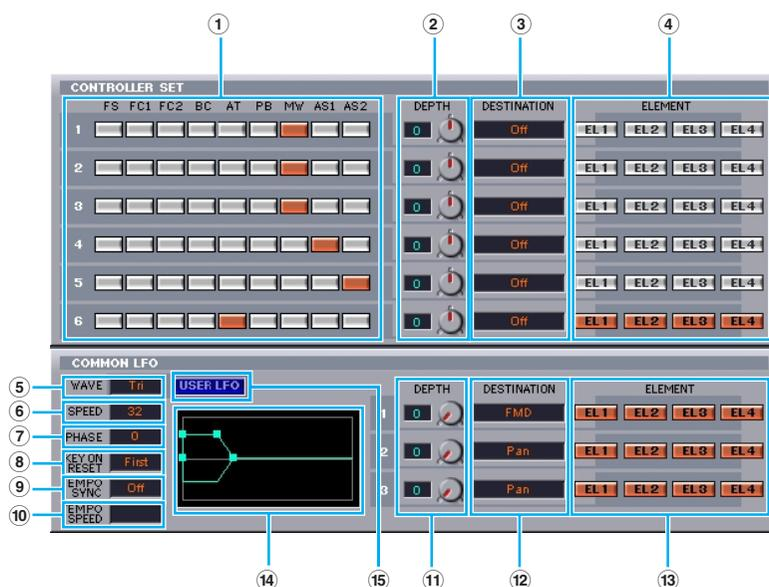 ① ② ③ ④
CONTROLLER SET
FS FC1 FC2 BC AT PB MW AS1 AS2 DEPTH DESTINATION ELEMENT
1 0 Off EL1 EL2 EL3 EL4
2 0 Off EL1 EL2 EL3 EL4
3 0 Off EL1 EL2 EL3 EL4
4 0 Off EL1 EL2 EL3 EL4
5 0 Off EL1 EL2 EL3 EL4
6 0 Off EL1 EL2 EL3 EL4
COMMON LFO
⑤ WAVE Tri USER LFO DEPTH DESTINATION ELEMENT
⑥ SPEED 32 1 0 FMD EL1 EL2 EL3 EL4
⑦ PHASE 0
⑧ KEY ON RESET First 2 0 Pan EL1 EL2 EL3 EL4
⑨ EMPO SYNC Off 3 0 Pan EL1 EL2 EL3 EL4
⑩ EMPO SPEED
⑭ ⑮ ⑪ ⑫ ⑬